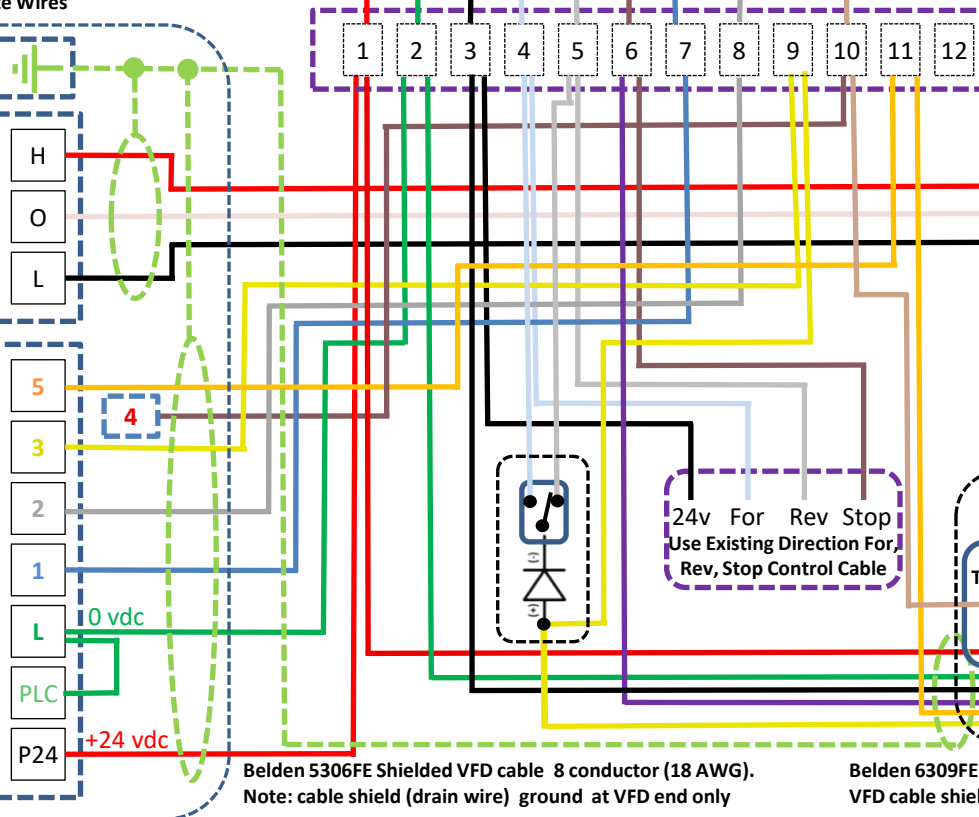 te Wires
1 2 3 4 5 6 7 8 9 10 11 12
H
O
L
5
4
3
2
1
L
0 vdc
PLC
P24
+24 vdc
(-)
(+)
24v For Rev Stop
Use Existing Direction For,
Rev, Stop Control Cable
T
Belden 5306FE Shielded VFD cable 8 conductor (18 AWG).
Note: cable shield (drain wire) ground at VFD end only
Belden 6309FE
VFD cable shiel